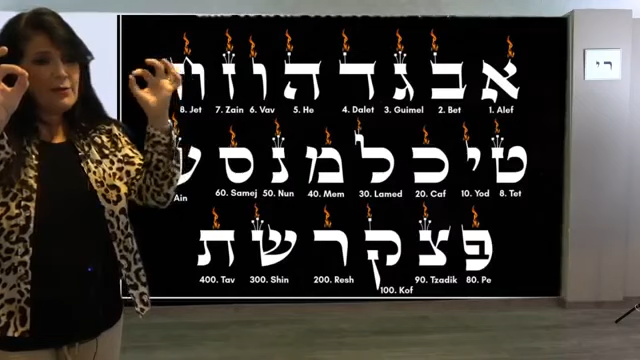 א ב ג ד ה ו ז ח
8. Jet 7. Zain 6. Vav 5. He 4. Dalet 3. Guimel 2. Bet 1. Alef
ט י כ ל מ נ ס ע
Ain 60. Samej 50. Nun 40. Mem 30. Lamed 20. Caf 10. Yod 8. Tet
פ צ ק ר ש ת
400. Tav 300. Shin 200. Resh 100. Kof 90. Tzadik 80. Pe
רי